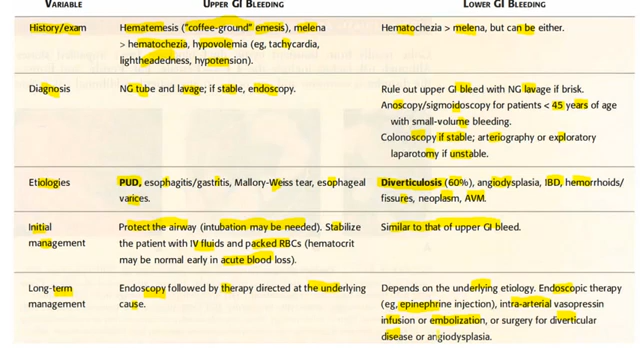 VARIABLE UPPER GI BLEEDING LOWER GI BLEEDING
History/exam
Hematemesis ("coffee-ground" emesis), melena
> hematochezia, hypovolemia (eg, tachycardia,
lightheadedness, hypotension).
Hematochezia > melena, but can be either.
Diagnosis
NG tube and lavage; if stable, endoscopy.
Rule out upper GI bleed with NG lavage if brisk.
Anoscopy/sigmoidoscopy for patients < 45 years of age
with small-volume bleeding.
Colonoscopy if stable; arteriography or exploratory
laparotomy if unstable.
Etiologies
PUD, esophagitis/gastritis, Mallory-Weiss tear, esophageal
varices.
Diverticulosis (60%), angiodysplasia, IBD, hemorrhoids/
fissures, neoplasm, AVM.
Initial
management
Protect the airway (intubation may be needed). Stabilize
the patient with IV fluids and packed RBCs (hematocrit
may be normal early in acute blood loss).
Similar to that of upper GI bleed.
Long-term
management
Endoscopy followed by therapy directed at the underlying
cause.
Depends on the underlying etiology. Endoscopic therapy
(eg, epinephrine injection), intra-arterial vasopressin
infusion or embolization, or surgery for diverticular
disease or angiodysplasia.